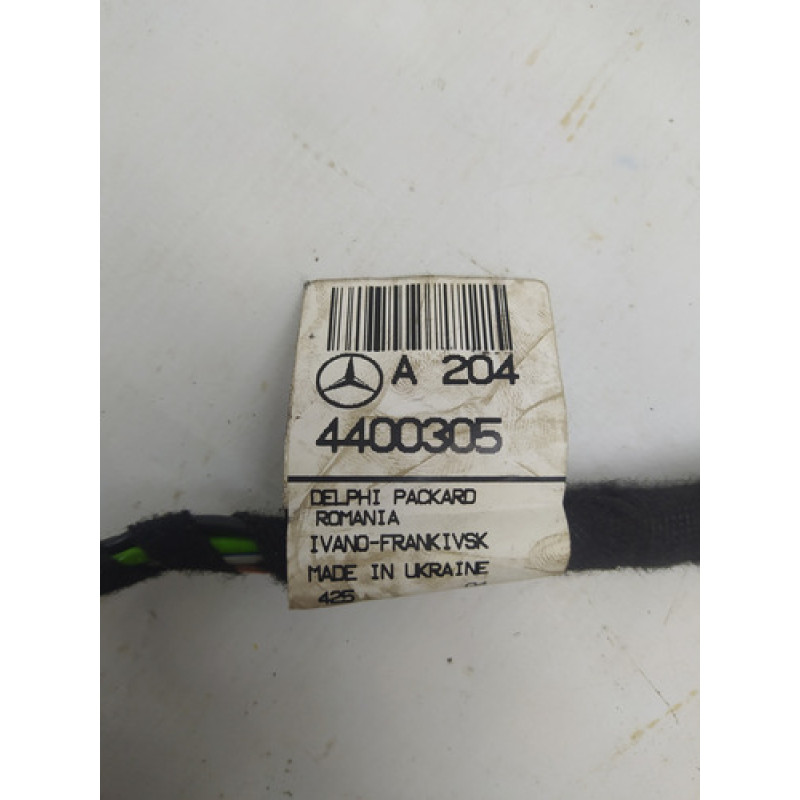 A 204
4400305
DELPHI PACKARD
ROMANIA
IVANO-FRANKIVSK
MADE IN UKRAINE
425